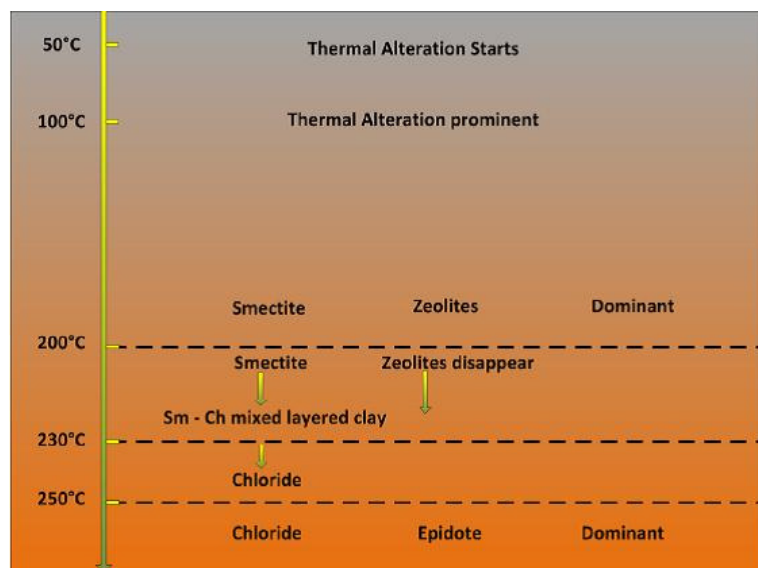 50°C Thermal Alteration Starts
100°C Thermal Alteration prominent
Smectite Zeolites Dominant
200°C
Smectite Zeolites disappear
Sm - Ch mixed layered clay
230°C
Chloride
250°C
Chloride Epidote Dominant